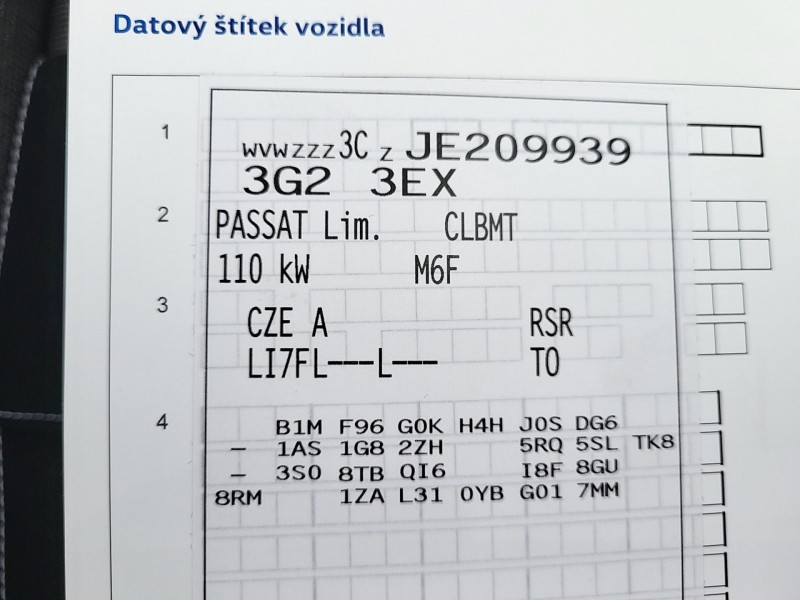 Datový štítek vozidla
1 WVWZZZ3C Z JE209939
3G2 3EX
2 PASSAT Lim. CLBMT
110 kW M6F
3
CZE A RSR
LI7FL---L--- T0
4 B1M F96 G0K H4H J0S DG6
- 1AS 1G8 2ZH 5RQ 5SL TK8
- 3S0 8TB QI6 I8F 8GU
8RM 1ZA L31 0YB G01 7MM